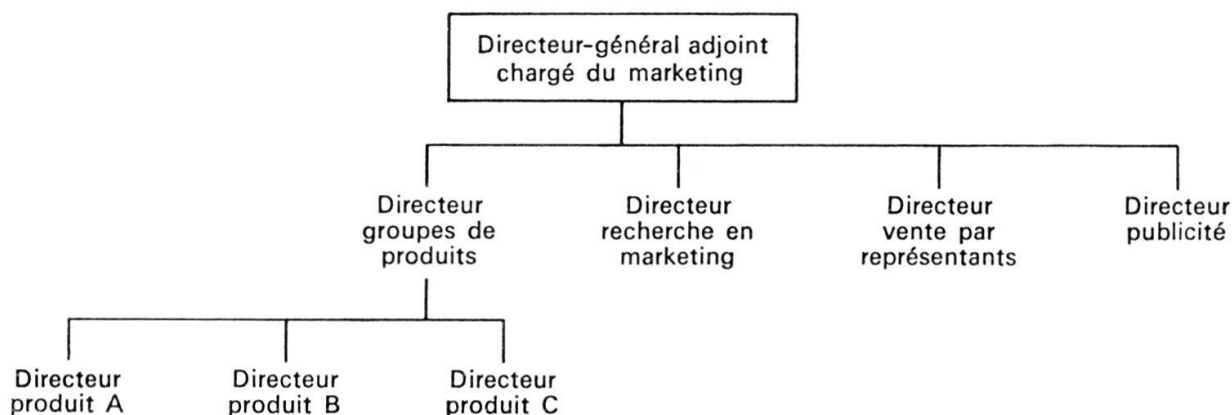 Directeur-général adjoint
chargé du marketing
Directeur
groupes de
produits
Directeur
recherche en
marketing
Directeur
vente par
représentants
Directeur
publicité
Directeur
produit A
Directeur
produit B
Directeur
produit C